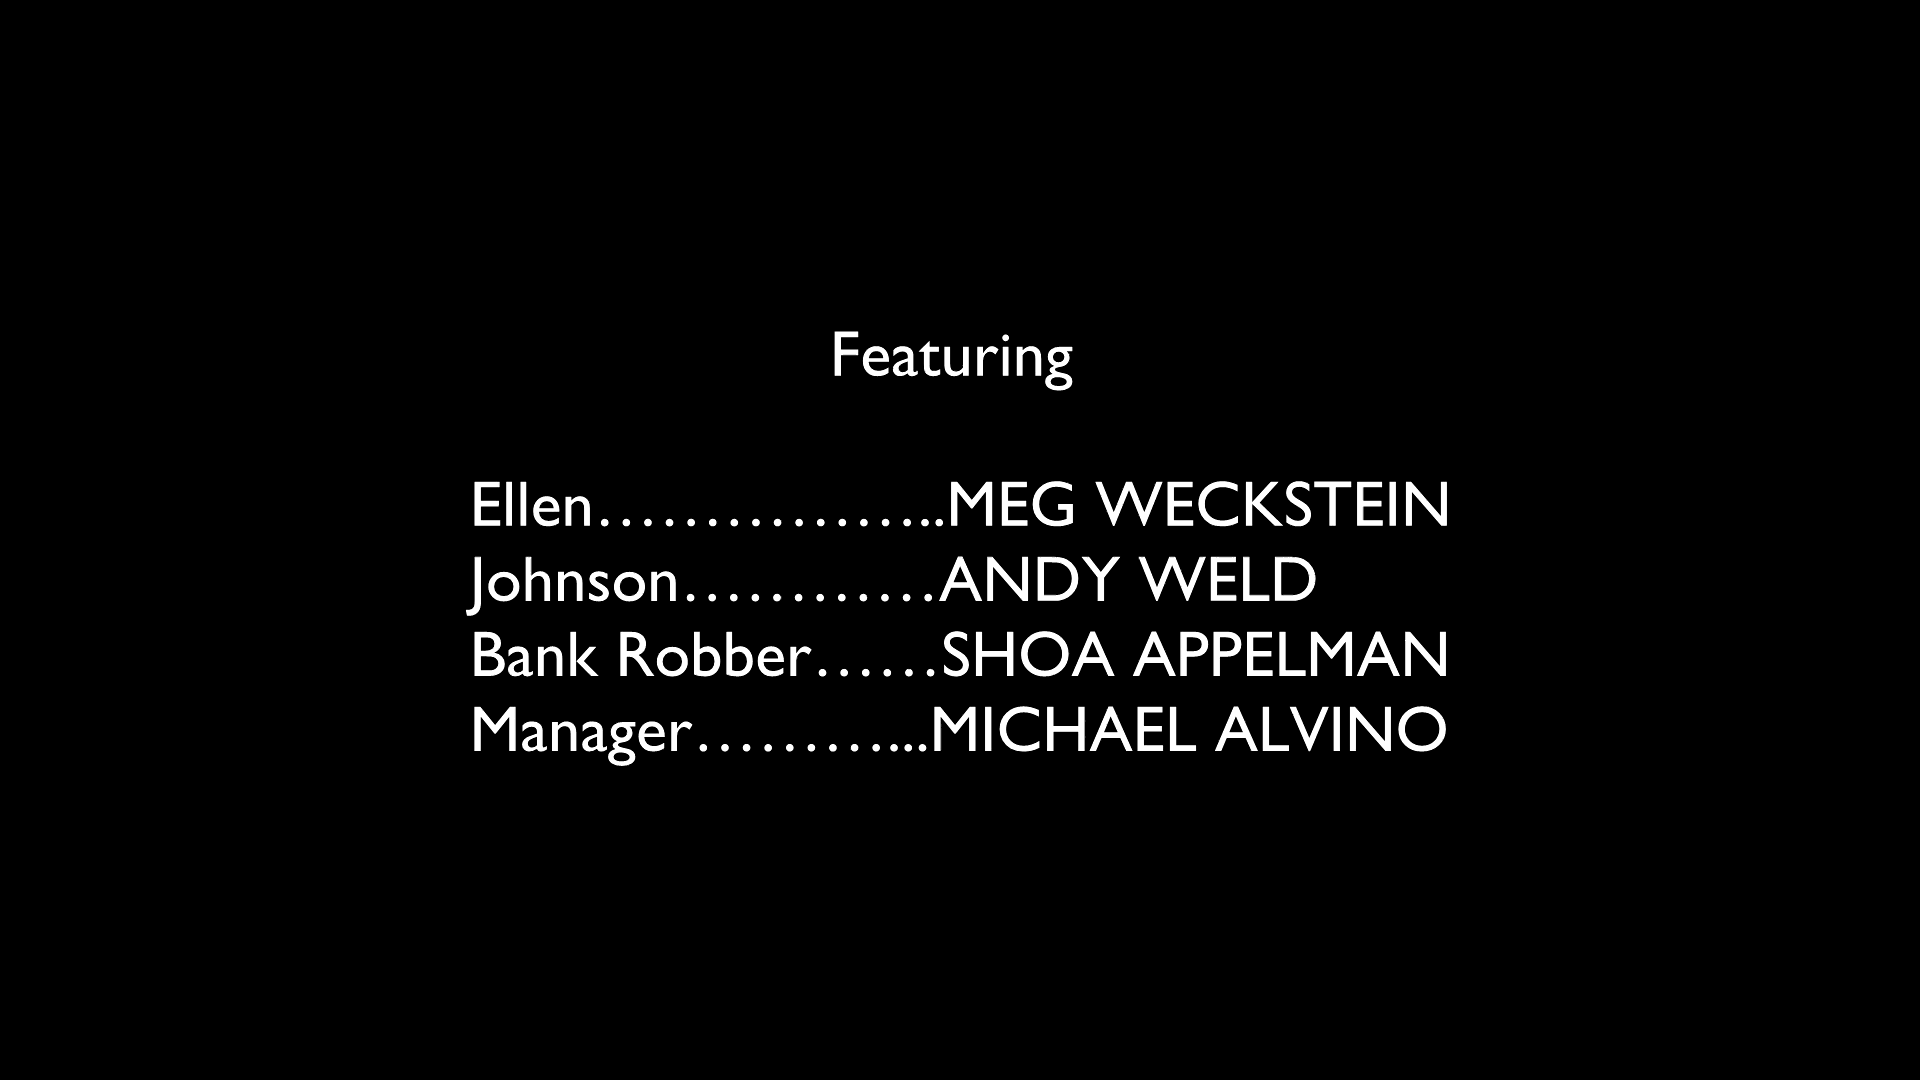 Featuring
Ellen……………..MEG WECKSTEIN
Johnson…………ANDY WELD
Bank Robber……SHOA APPELMAN
Manager………...MICHAEL ALVINO